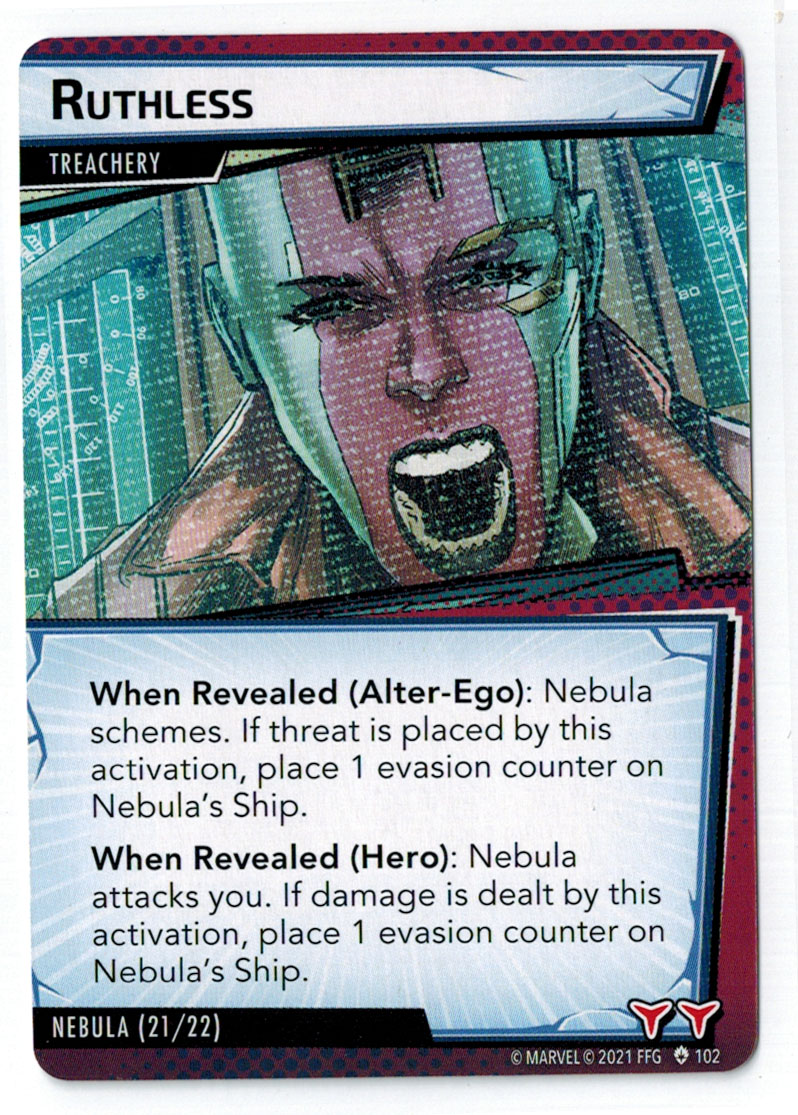 RUTHLESS
TREACHERY
When Revealed (Alter-Ego): Nebula
schemes. If threat is placed by this
activation, place 1 evasion counter on
Nebula's Ship.
When Revealed (Hero): Nebula
attacks you. If damage is dealt by this
activation, place 1 evasion counter on
Nebula's Ship.
NEBULA (21/22)
© MARVEL © 2021 FFG 102